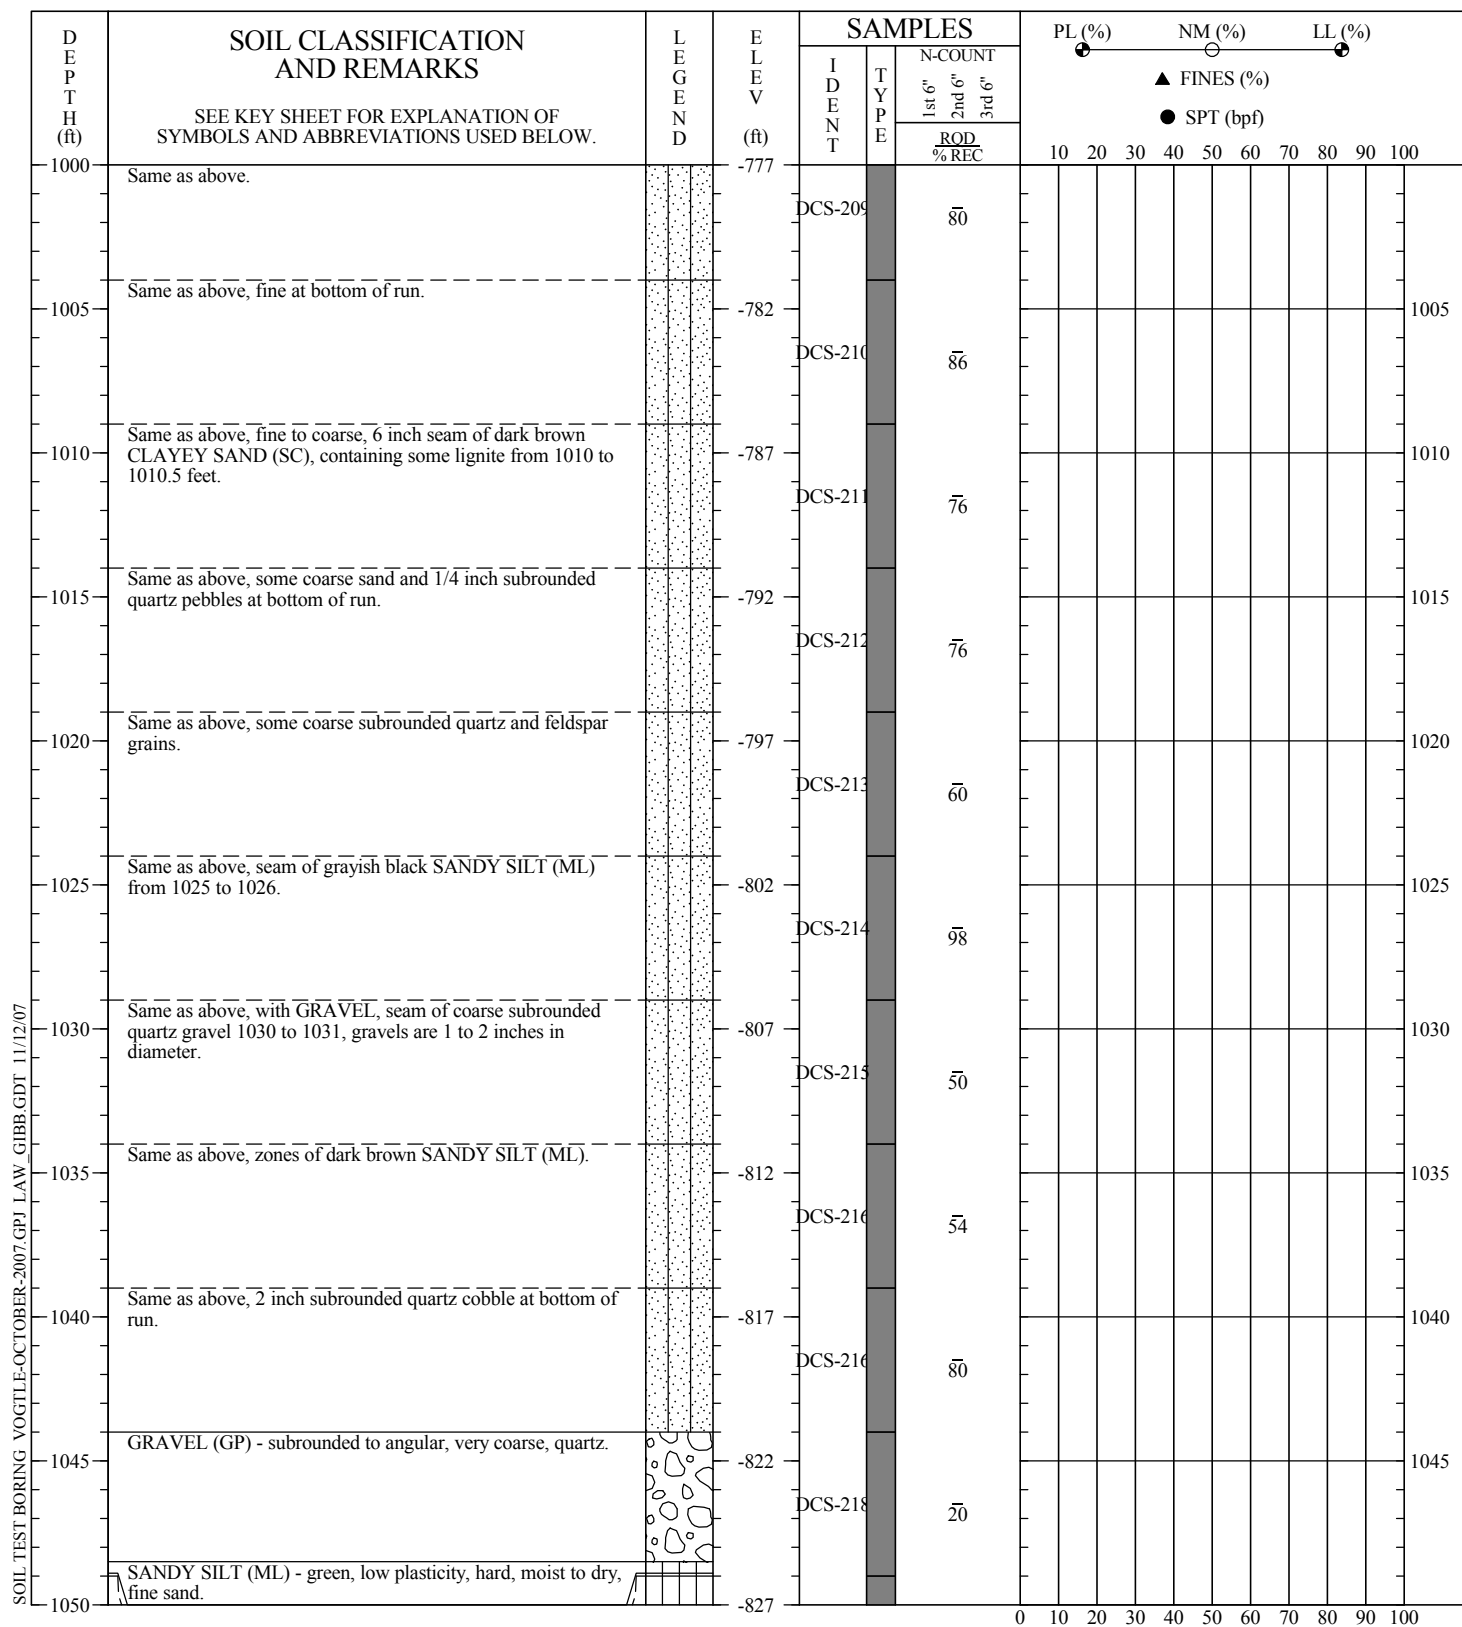 DEPTH (ft)
SOIL CLASSIFICATION
AND REMARKS
SEE KEY SHEET FOR EXPLANATION OF
SYMBOLS AND ABBREVIATIONS USED BELOW.
LEGEND
ELEV (ft)
SAMPLES
IDENT
TYPE
N-COUNT
1st 6"
2nd 6"
3rd 6"
RQD
% REC
PL (%) NM (%) LL (%)
▲ FINES (%)
● SPT (bpf)
10 20 30 40 50 60 70 80 90 100
1000 Same as above. -777
DCS-209 80
Same as above, fine at bottom of run.
1005 -782 1005
DCS-210 86
Same as above, fine to coarse, 6 inch seam of dark brown
1010 CLAYEY SAND (SC), containing some lignite from 1010 to -787 1010
1010.5 feet.
DCS-211 76
Same as above, some coarse sand and 1/4 inch subrounded
1015 quartz pebbles at bottom of run. -792 1015
DCS-212 76
Same as above, some coarse subrounded quartz and feldspar
1020 grains. -797 1020
DCS-213 60
Same as above, seam of grayish black SANDY SILT (ML)
1025 from 1025 to 1026. -802 1025
DCS-214 98
Same as above, with GRAVEL, seam of coarse subrounded
1030 quartz gravel 1030 to 1031, gravels are 1 to 2 inches in -807 1030
diameter.
DCS-215 50
Same as above, zones of dark brown SANDY SILT (ML).
1035 -812 1035
DCS-216 54
Same as above, 2 inch subrounded quartz cobble at bottom of
1040 run. -817 1040
DCS-216 80
GRAVEL (GP) - subrounded to angular, very coarse, quartz.
1045 -822 1045
DCS-218 20
SANDY SILT (ML) - green, low plasticity, hard, moist to dry,
fine sand.
1050 -827
0 10 20 30 40 50 60 70 80 90 100
SOIL TEST BORING VOGTLE-OCTOBER-2007.GPJ LAW_GIBB.GDT 11/12/07